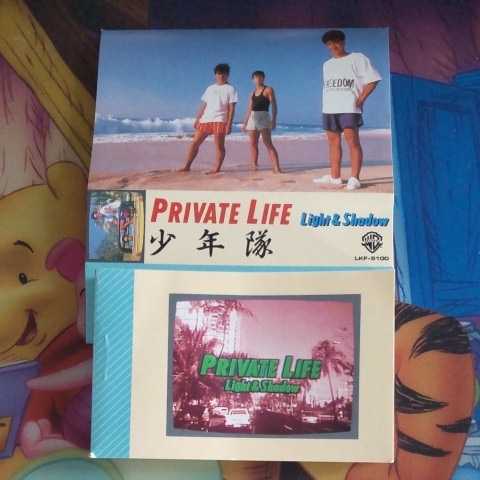 FREEDOM
PRIVATE LIFE Light & Shadow
少年隊
LKF-8100
PRIVATE LIFE
Light & Shadow